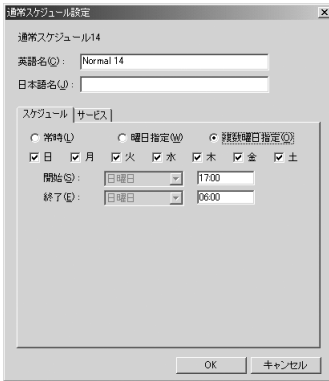 通常スケジュール設定
通常スケジュール14
英語名(C): Normal 14
日本語名(J):
スケジュール サービス
常時(L) 曜日指定(W) 複数曜日指定(O)
日 月 火 水 木 金 土
開始(S): 日曜日 17:00
終了(E): 日曜日 06:00
OK キャンセル